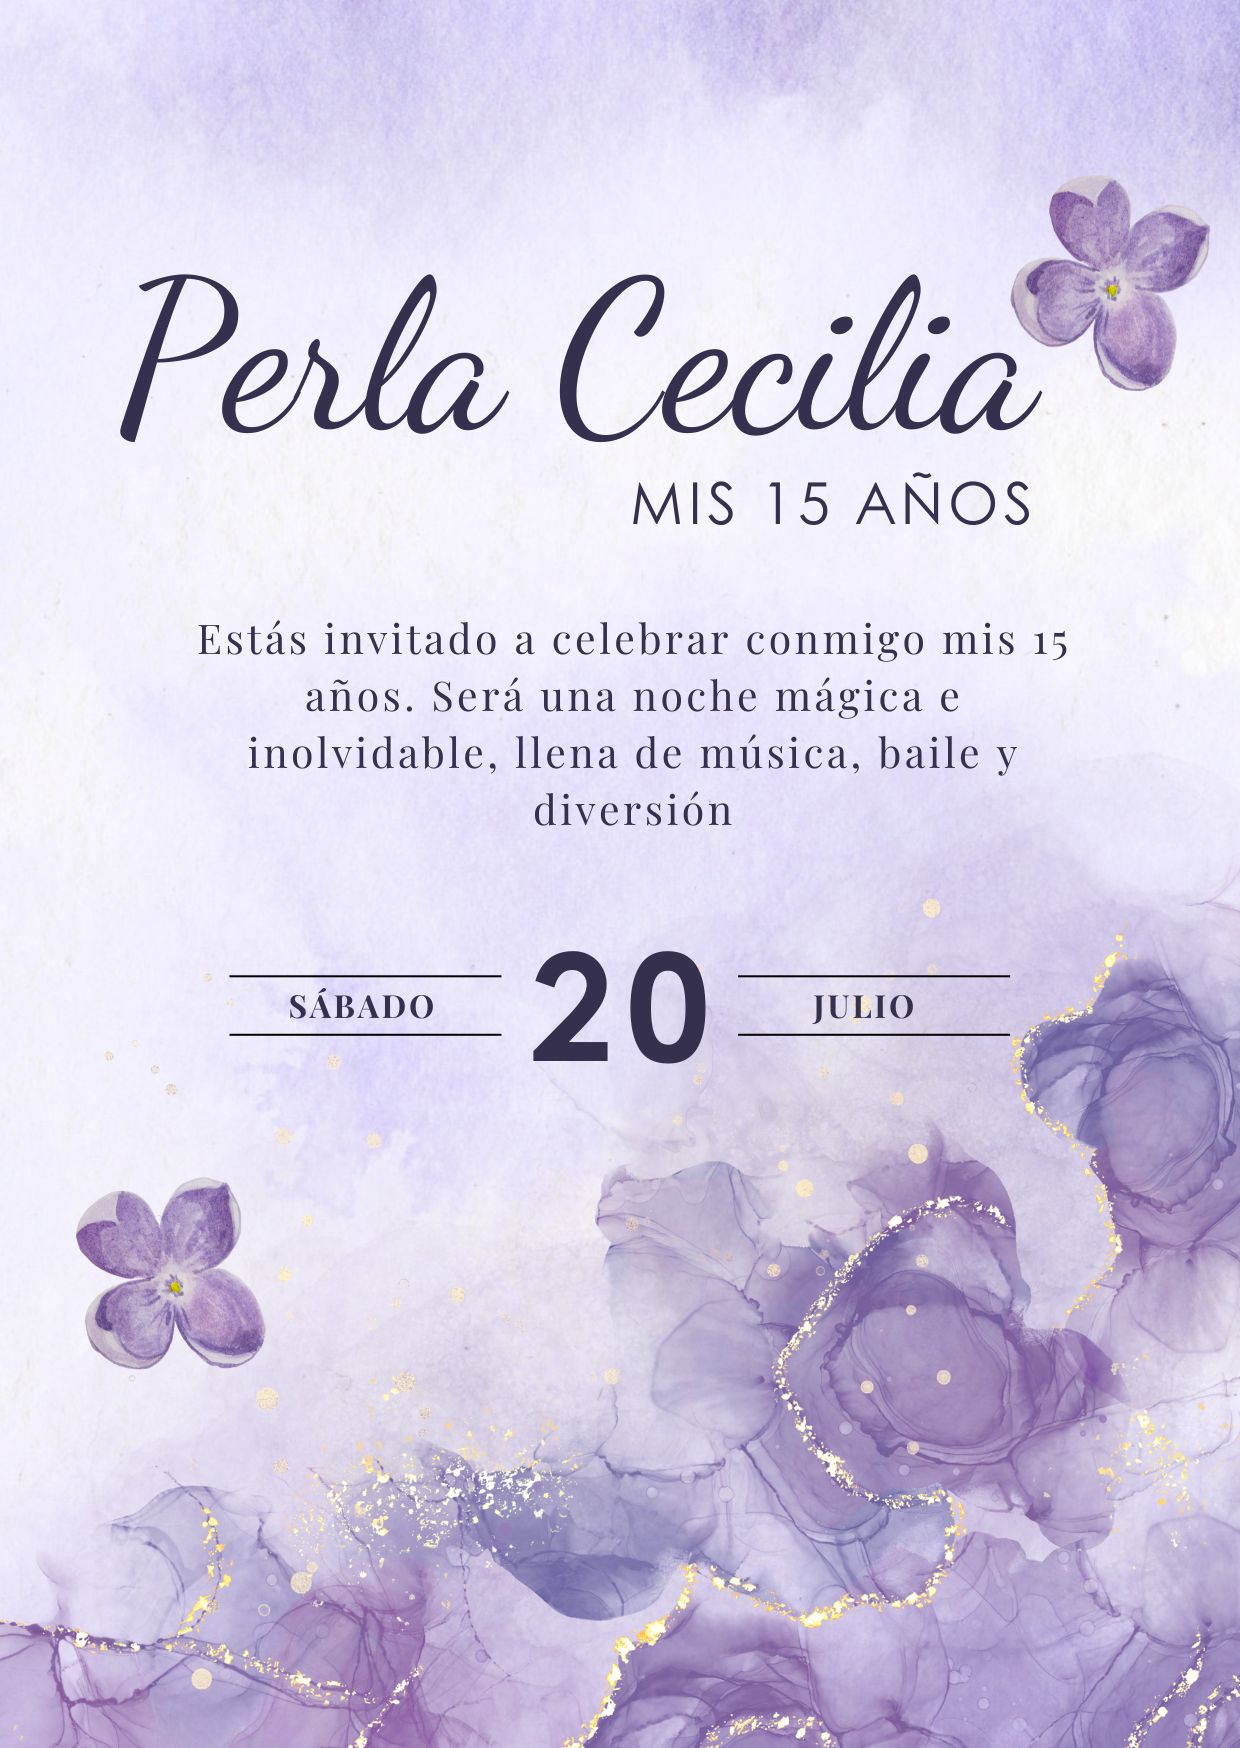 Perla Cecilia
MIS 15 AÑOS
Estás invitado a celebrar conmigo mis 15
años. Será una noche mágica e
inolvidable, llena de música, baile y
diversión
SÁBADO 20 JULIO